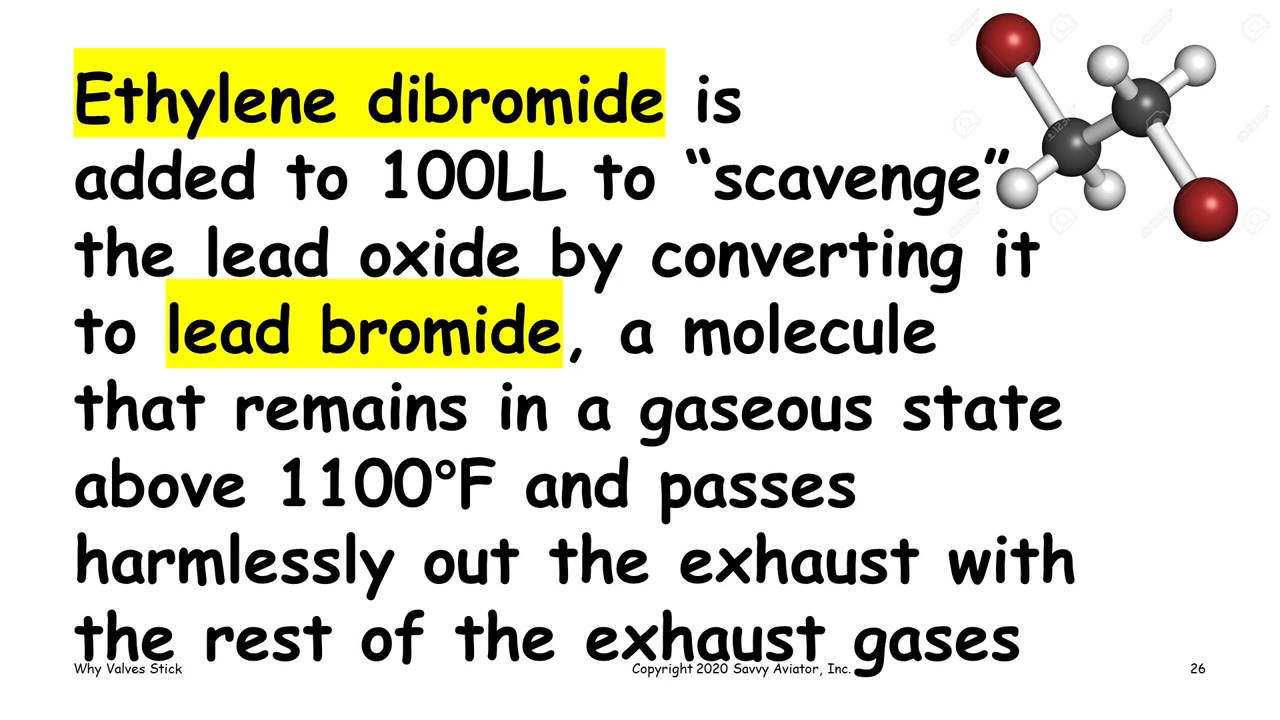 Ethylene dibromide is
added to 100LL to “scavenge”
the lead oxide by converting it
to lead bromide, a molecule
that remains in a gaseous state
above 1100°F and passes
harmlessly out the exhaust with
the rest of the exhaust gases
Why Valves Stick
Copyright 2020 Savvy Aviator, Inc.
26